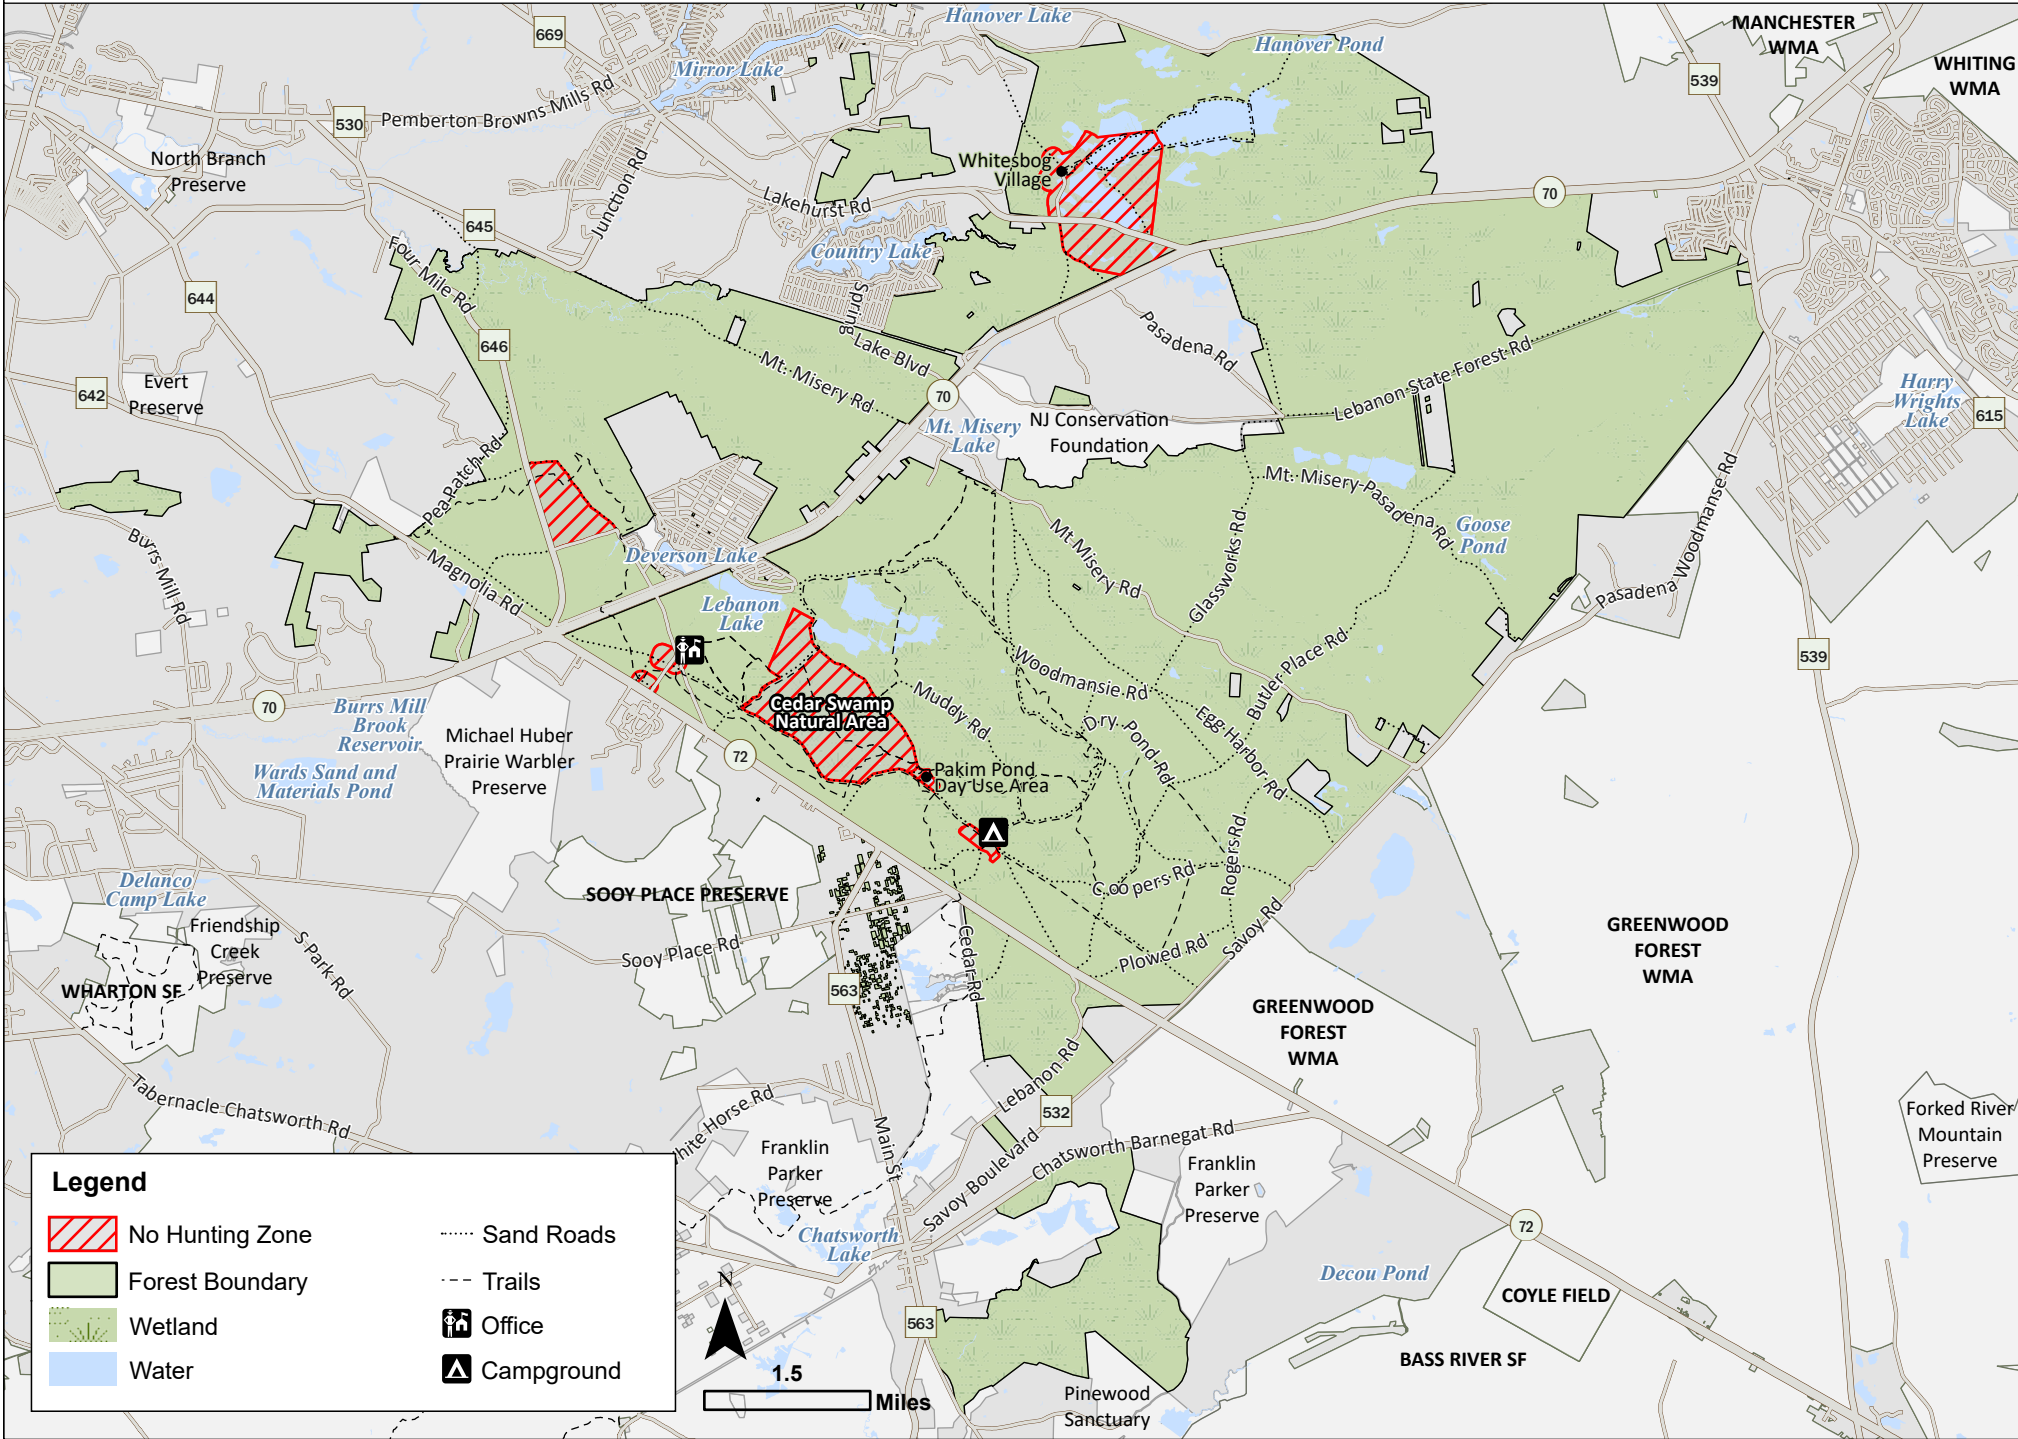 Hanover Lake
MANCHESTER
WMA
669
Hanover Pond
WHITING
WMA
Mirror Lake
539
Pemberton Browns Mills Rd
530
North Branch
Preserve
Junction Rd
Whitesbog
Village
Lakehurst Rd
70
645
Four Mile Rd
Country Lake
644
Spring
Lake Blvd
Pasadena Rd
646
Mt. Misery Rd
Lebanon State Forest Rd
Evert
Preserve
642
70
Harry
Wrights
Lake
615
Mt. Misery
Lake
NJ Conservation
Foundation
Pea Patch Rd
Mt. Misery-Pasadena Rd
Pasadena Woodmanse Rd
Goose
Pond
Burrs Mill Rd
Magnolia Rd
Deverson Lake
Mt Misery Rd
Glassworks Rd
Lebanon
Lake
Butler Place Rd
539
Woodmansie Rd
Cedar Swamp
Natural Area
Muddy Rd
Dry Pond Rd
Egg Harbor Rd
70
Burrs Mill
Brook
Reservoir
Michael Huber
Prairie Warbler
Preserve
72
Wards Sand and
Materials Pond
Pakim Pond
Day Use Area
Rogers Rd
Coopers Rd
Delanco
Camp Lake
SOOY PLACE PRESERVE
Friendship
Creek
Preserve
S Park Rd
Sooy Place Rd
Cedar Rd
Plowed Rd
Savoy Rd
GREENWOOD
FOREST
WMA
WHARTON SF
563
GREENWOOD
FOREST
WMA
Tabernacle Chatsworth Rd
Lebanon Rd
532
White Horse Rd
Main St
Savoy Boulevard
Chatsworth Barnegat Rd
Forked River
Mountain
Preserve
Franklin
Parker
Preserve
Franklin
Parker
Preserve
Chatsworth
Lake
72
Decou Pond
COYLE FIELD
563
BASS RIVER SF
Pinewood
Sanctuary
Legend
No Hunting Zone
Forest Boundary
Wetland
Water
Sand Roads
Trails
Office
Campground
N
1.5
Miles